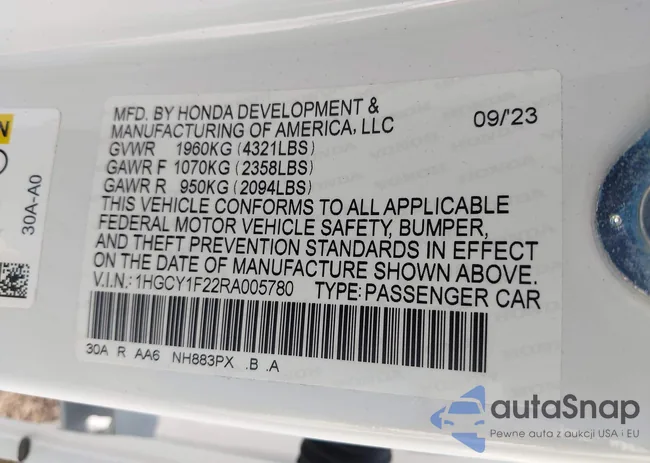 MFD. BY HONDA DEVELOPMENT &
MANUFACTURING OF AMERICA, LLC 09/'23
GVWR 1960KG (4321LBS)
GAWR F 1070KG (2358LBS)
GAWR R 950KG (2094LBS)
THIS VEHICLE CONFORMS TO ALL APPLICABLE
FEDERAL MOTOR VEHICLE SAFETY, BUMPER,
AND THEFT PREVENTION STANDARDS IN EFFECT
ON THE DATE OF MANUFACTURE SHOWN ABOVE.
V.I.N.: 1HGCY1F22RA005780 TYPE: PASSENGER CAR
30A R AA6 NH883PX .B .A
30A-A0
autaSnap
Pewne auta z aukcji USA i EU